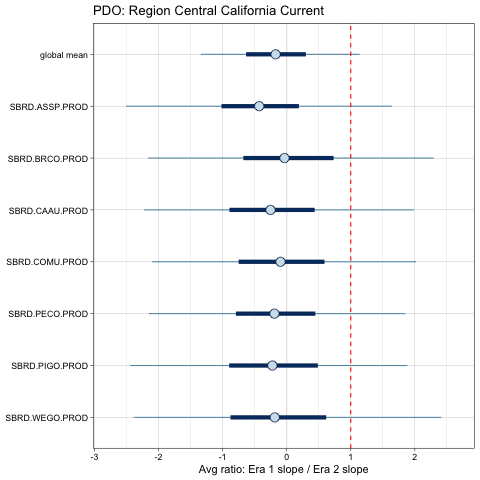 PDO: Region Central California Current
global mean
SBRD.ASSP.PROD
SBRD.BRCO.PROD
SBRD.CAAU.PROD
SBRD.COMU.PROD
SBRD.PECO.PROD
SBRD.PIGO.PROD
SBRD.WEGO.PROD
-3 -2 -1 0 1 2
Avg ratio: Era 1 slope / Era 2 slope